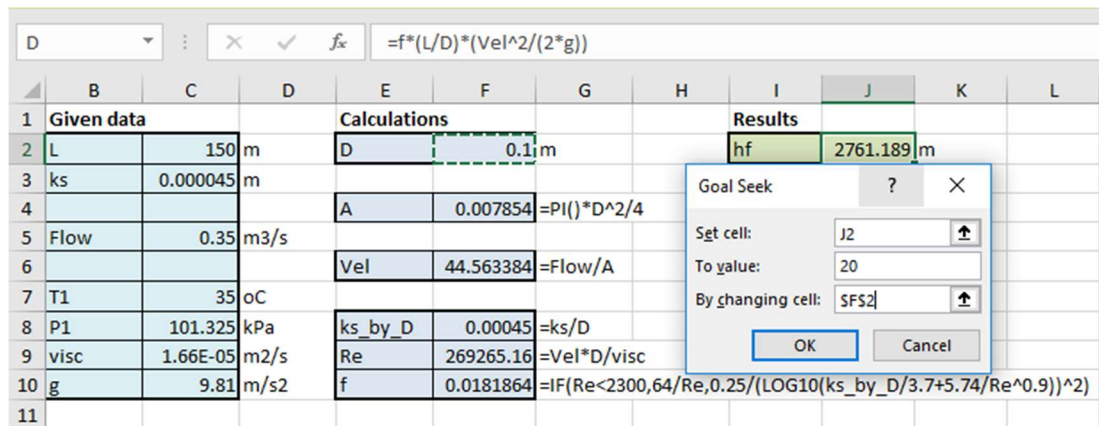 D fx =f*(L/D)*(Vel^2/(2*g))
B C D E F G H I J K L
1 Given data Calculations Results
2 L 150 m D 0.1 m hf 2761.189 m
3 ks 0.000045 m
4 A 0.007854 =PI()*D^2/4
5 Flow 0.35 m3/s
6 Vel 44.563384 =Flow/A
7 T1 35 oC
8 P1 101.325 kPa ks_by_D 0.00045 =ks/D
9 visc 1.66E-05 m2/s Re 269265.16 =Vel*D/visc
10 g 9.81 m/s2 f 0.0181864 =IF(Re<2300,64/Re,0.25/(LOG10(ks_by_D/3.7+5.74/Re^0.9))^2)
11
Goal Seek ? ×
Set cell: J2
To value: 20
By changing cell: $F$2
OK Cancel